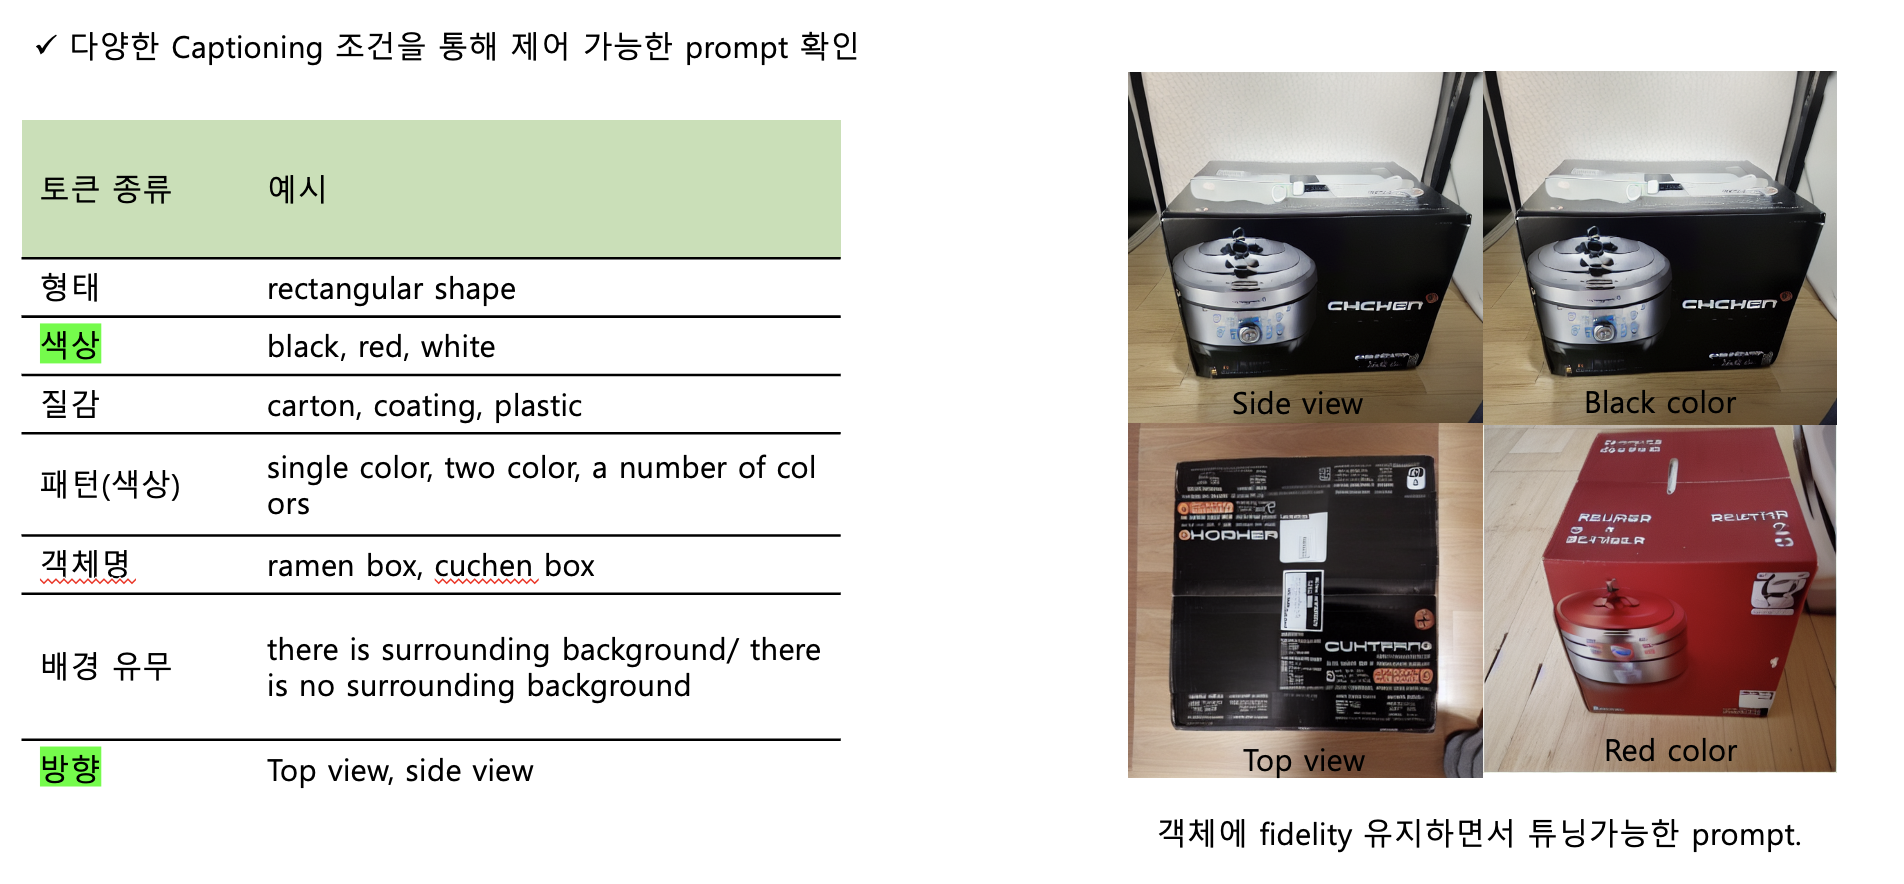 ✓ 다양한 Captioning 조건을 통해 제어 가능한 prompt 확인
토큰 종류 예시
형태 rectangular shape
색상 black, red, white
질감 carton, coating, plastic
패턴(색상) single color, two color, a number of col
ors
객체명 ramen box, cuchen box
배경 유무 there is surrounding background/ there
is no surrounding background
방향 Top view, side view
CHCHEN
CHCHEN
Side view
Black color
Top view
Red color
객체에 fidelity 유지하면서 튜닝가능한 prompt.